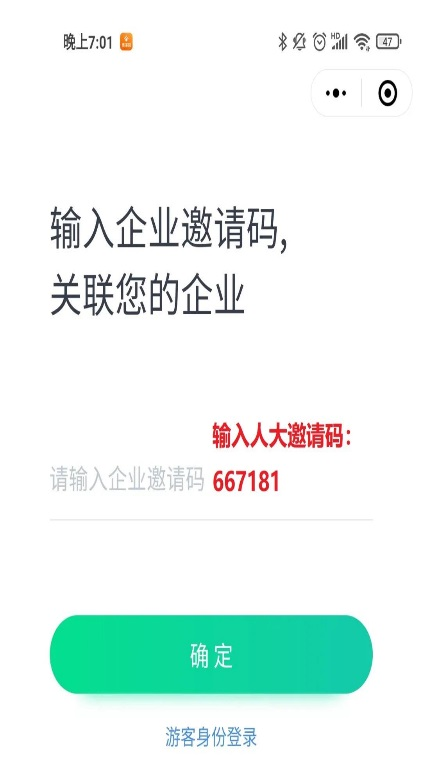 晚上7:01
HD
47
输入企业邀请码,
关联您的企业
输入人大邀请码：
请输入企业邀请码 667181
确定
游客身份登录